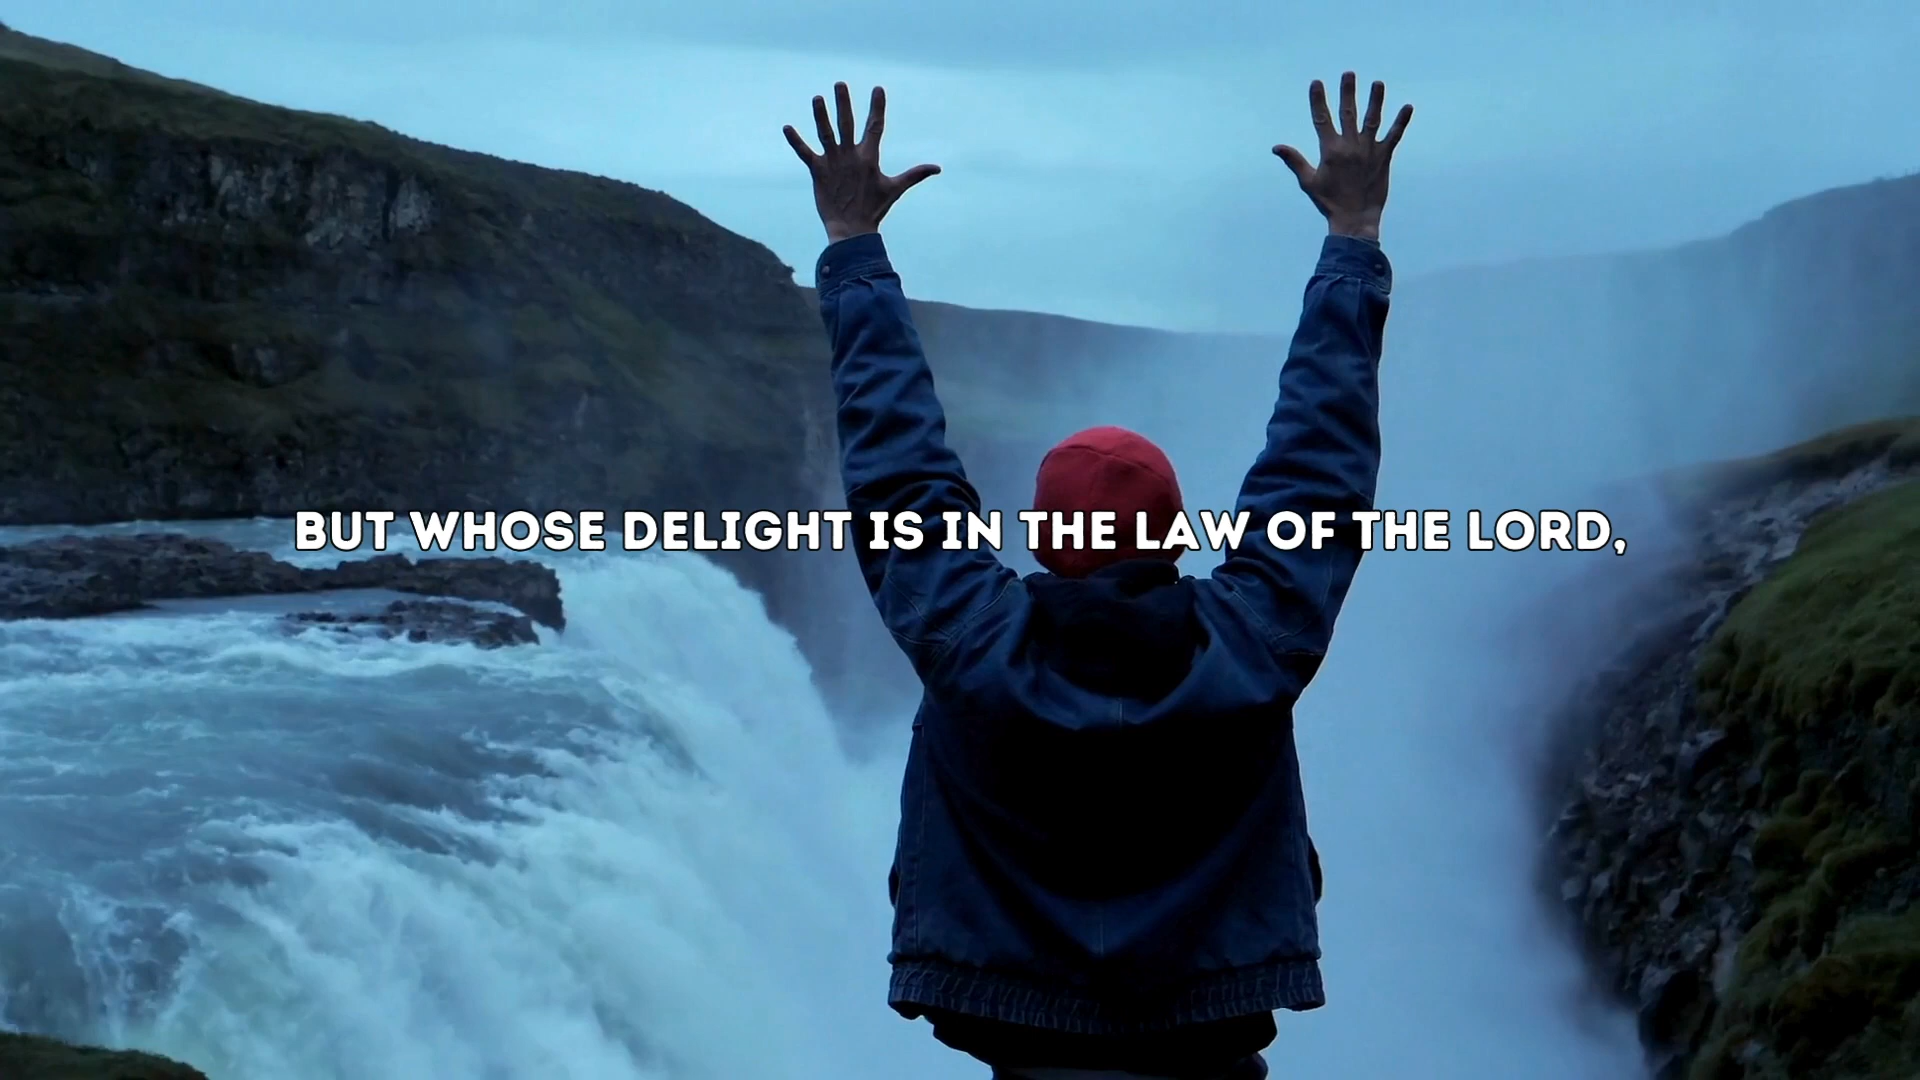 BUT WHOSE DELIGHT IS IN THE LAW OF THE LORD,